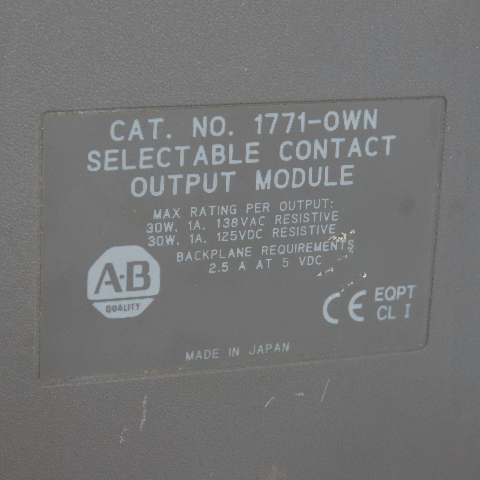 CAT. NO. 1771-OWN
SELECTABLE CONTACT
OUTPUT MODULE
MAX RATING PER OUTPUT:
30W, 1A, 138VAC RESISTIVE
30W, 1A, 125VDC RESISTIVE
BACKPLANE REQUIREMENTS
2.5 A AT 5 VDC
A-B
QUALITY
CE EQPT
CL I
MADE IN JAPAN